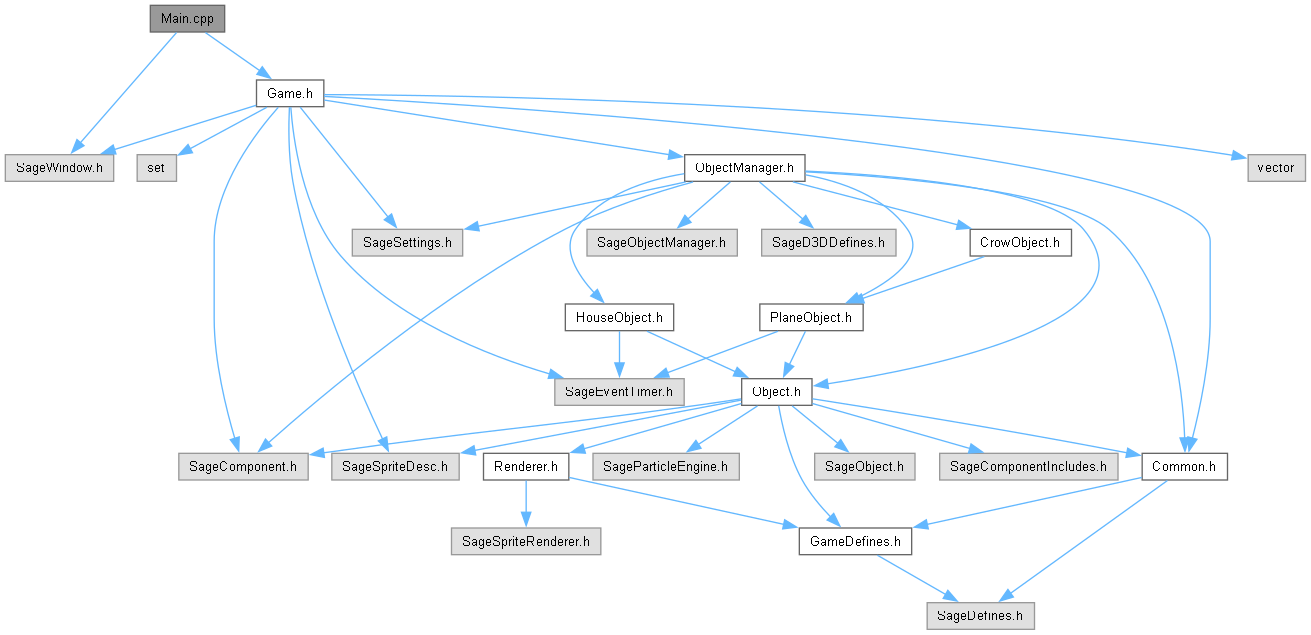 Main.cpp
Game.h
SageWindow.h
set
ObjectManager.h
vector
SageSettings.h
SageObjectManager.h
SageD3DDefines.h
CrowObject.h
HouseObject.h
PlaneObject.h
SageEventTimer.h
Object.h
SageComponent.h
SageSpriteDesc.h
Renderer.h
SageParticleEngine.h
SageObject.h
SageComponentIncludes.h
Common.h
SageSpriteRenderer.h
GameDefines.h
SageDefines.h